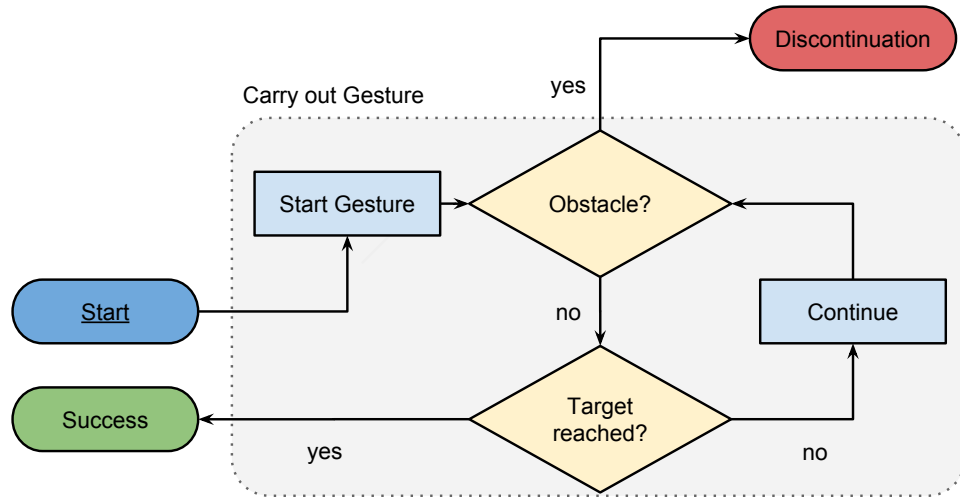 Discontinuation
yes
Carry out Gesture
Start Gesture
Obstacle?
Start
no
Continue
Success
Target
reached?
yes
no